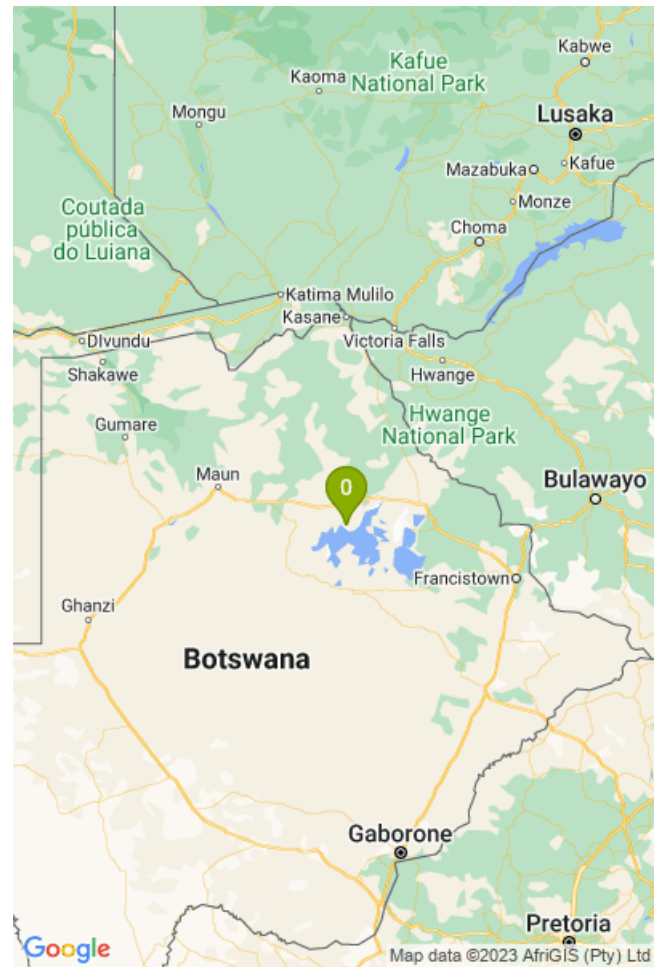 Kabwe
Kafue
National Park
Kaoma
Mongu
Lusaka
Mazabuka
Kafue
Monze
Coutada
pública
do Luiana
Choma
Katima Mulilo
Kasane
Victoria Falls
DIvundu
Shakawe
Hwange
Gumare
Hwange
National Park
Maun
0
Bulawayo
Francistown
Ghanzi
Botswana
Gaborone
Pretoria
Google
Map data ©2023 AfriGIS (Pty) Ltd